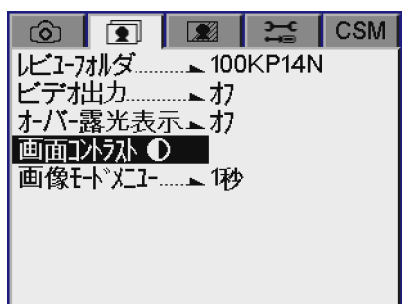 CSM
ﾚﾋﾞｭｰﾌｫﾙﾀﾞ.........► 100KP14N
ビデオ出力.........► ｵﾌ
ｵｰﾊﾞｰ露光表示► ｵﾌ
画面ｺﾝﾄﾗｽﾄ
画像ﾓｰﾄﾞﾒﾆｭｰ......► 1秒